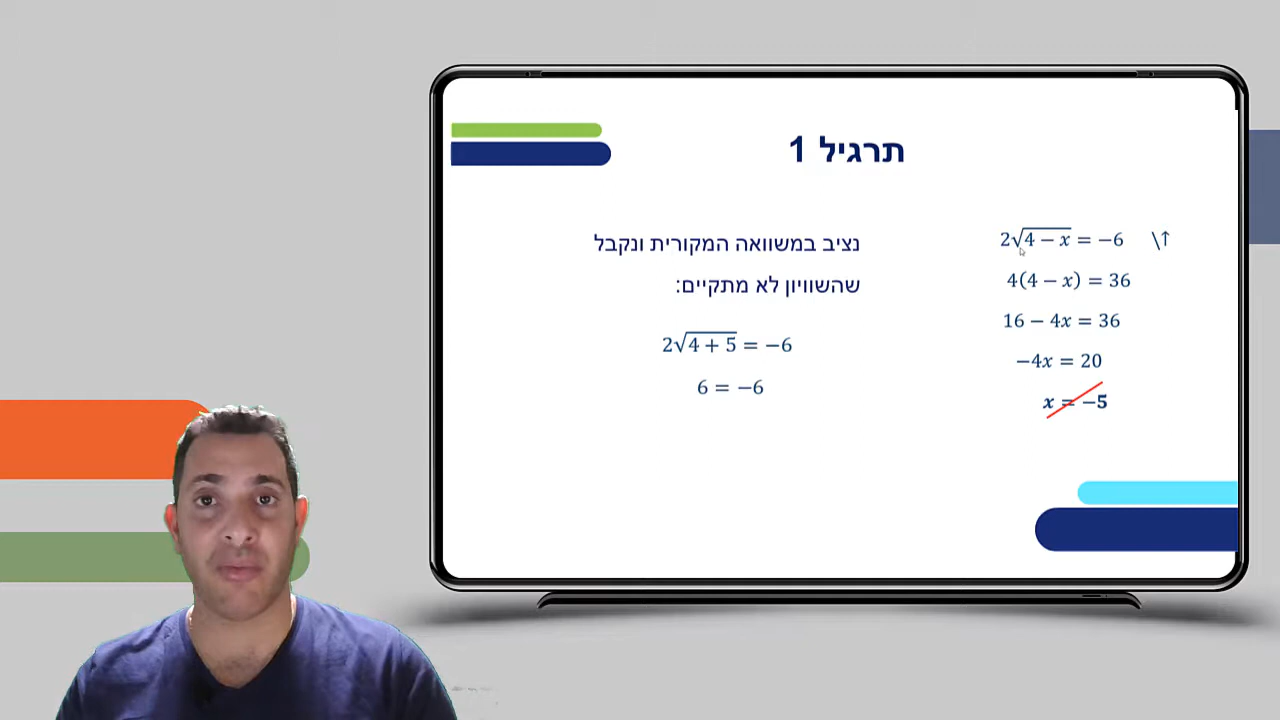 תרגיל 1
2√(4 − x) = −6 \↑
4(4 − x) = 36
16 − 4x = 36
−4x = 20
x = −5
נציב במשוואה המקורית ונקבל
שהשוויון לא מתקיים:
2√(4 + 5) = −6
6 = −6